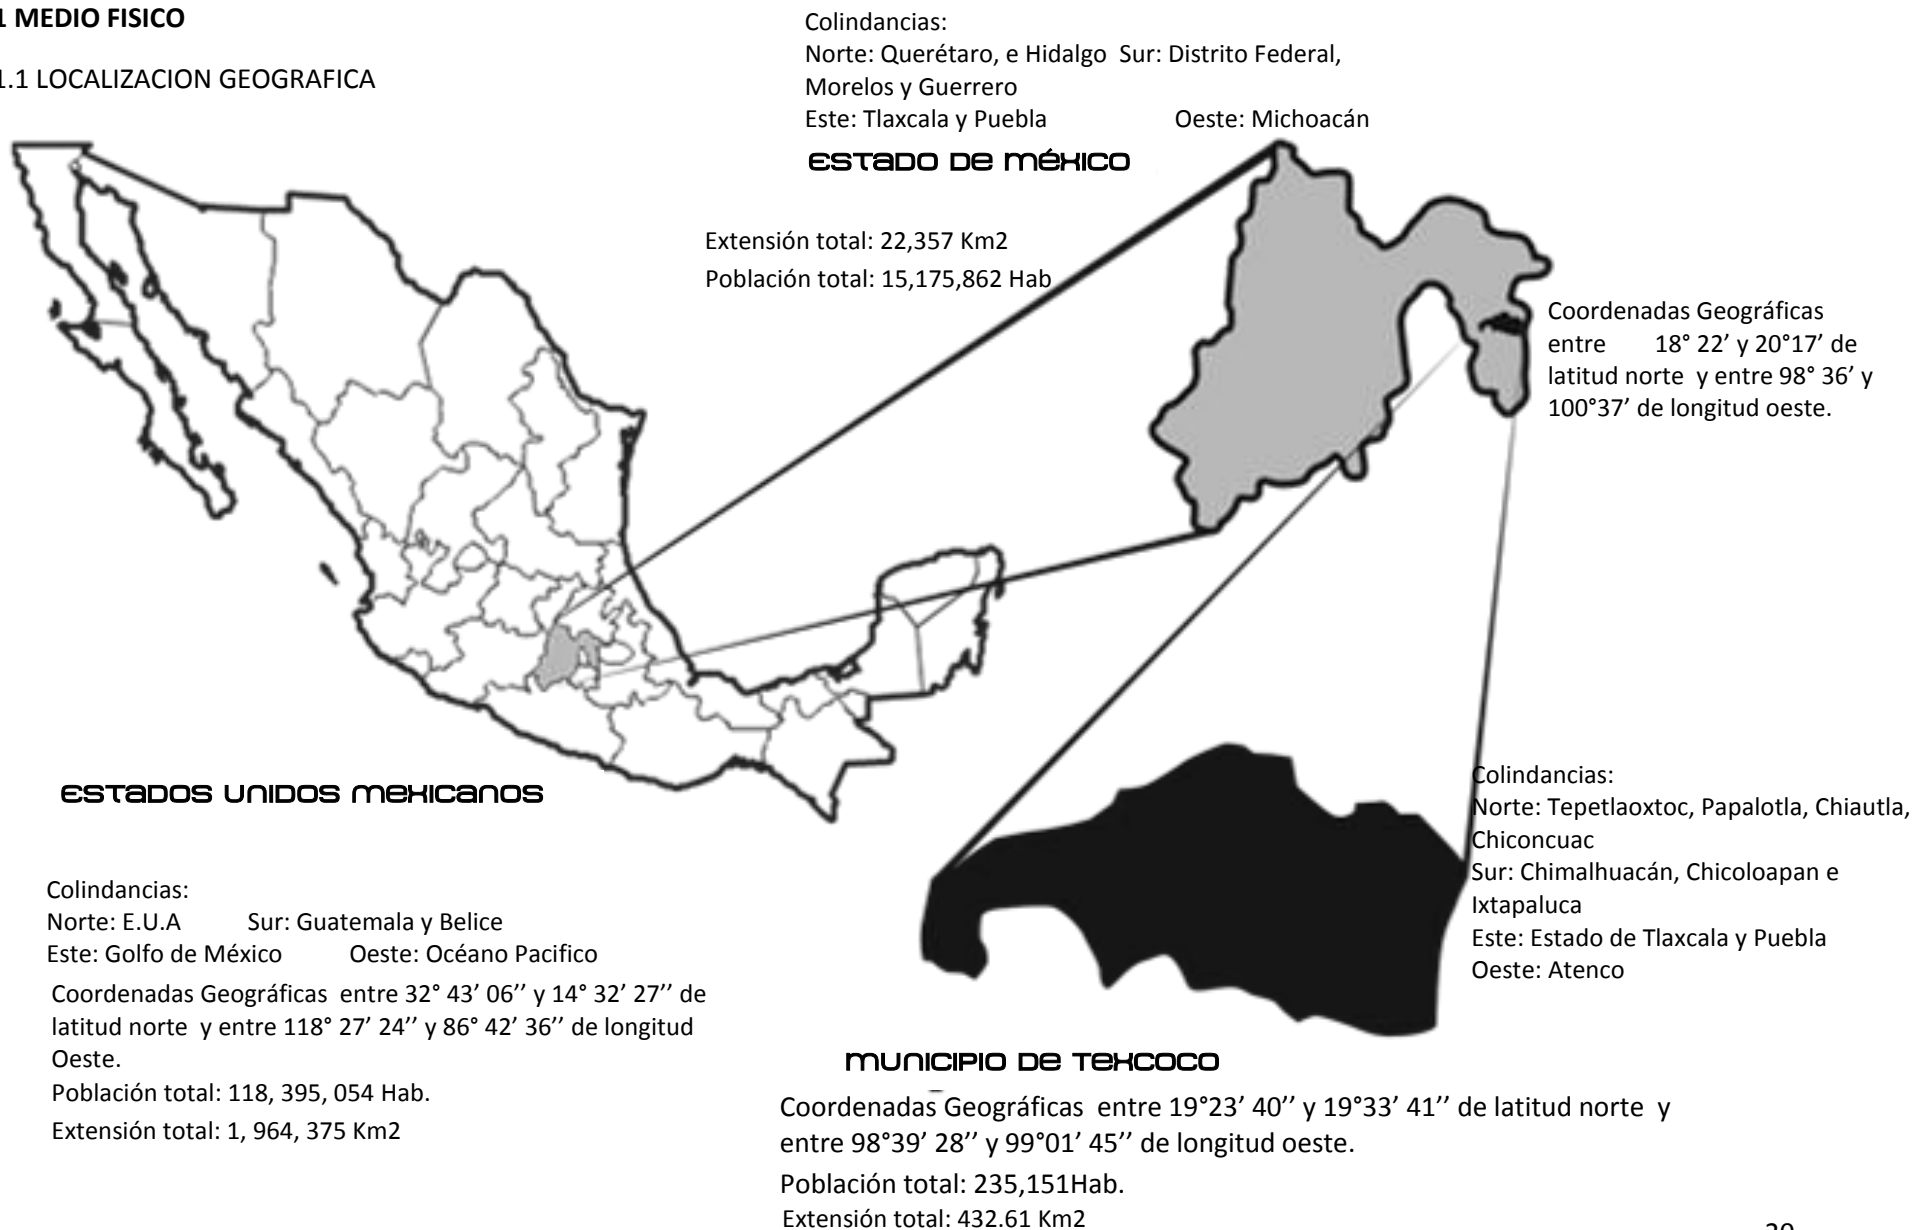 1 MEDIO FISICO
1.1 LOCALIZACION GEOGRAFICA
Colindancias:
Norte: Querétaro, e Hidalgo Sur: Distrito Federal,
Morelos y Guerrero
Este: Tlaxcala y Puebla Oeste: Michoacán
ESTADO DE MÉXICO
Extensión total: 22,357 Km2
Población total: 15,175,862 Hab
Coordenadas Geográficas
entre 18° 22’ y 20°17’ de
latitud norte y entre 98° 36’ y
100°37’ de longitud oeste.
ESTADOS UNIDOS MEXICANOS
Colindancias:
Norte: E.U.A Sur: Guatemala y Belice
Este: Golfo de México Oeste: Océano Pacifico
Coordenadas Geográficas entre 32° 43’ 06’’ y 14° 32’ 27’’ de
latitud norte y entre 118° 27’ 24’’ y 86° 42’ 36’’ de longitud
Oeste.
Población total: 118, 395, 054 Hab.
Extensión total: 1, 964, 375 Km2
Colindancias:
Norte: Tepetlaoxtoc, Papalotla, Chiautla,
Chiconcuac
Sur: Chimalhuacán, Chicoloapan e
Ixtapaluca
Este: Estado de Tlaxcala y Puebla
Oeste: Atenco
MUNICIPIO DE TEXCOCO
Coordenadas Geográficas entre 19°23’ 40’’ y 19°33’ 41’’ de latitud norte y
entre 98°39’ 28’’ y 99°01’ 45’’ de longitud oeste.
Población total: 235,151Hab.
Extensión total: 432.61 Km2